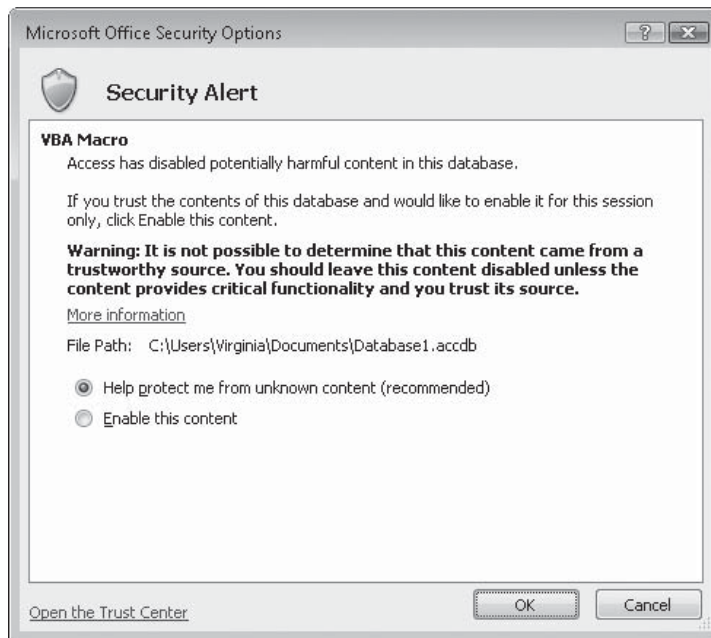 Microsoft Office Security Options
Security Alert
VBA Macro
Access has disabled potentially harmful content in this database.
If you trust the contents of this database and would like to enable it for this session
only, click Enable this content.
Warning: It is not possible to determine that this content came from a
trustworthy source. You should leave this content disabled unless the
content provides critical functionality and you trust its source.
More information
File Path: C:\Users\Virginia\Documents\Database1.accdb
Help protect me from unknown content (recommended)
Enable this content
Open the Trust Center
OK
Cancel